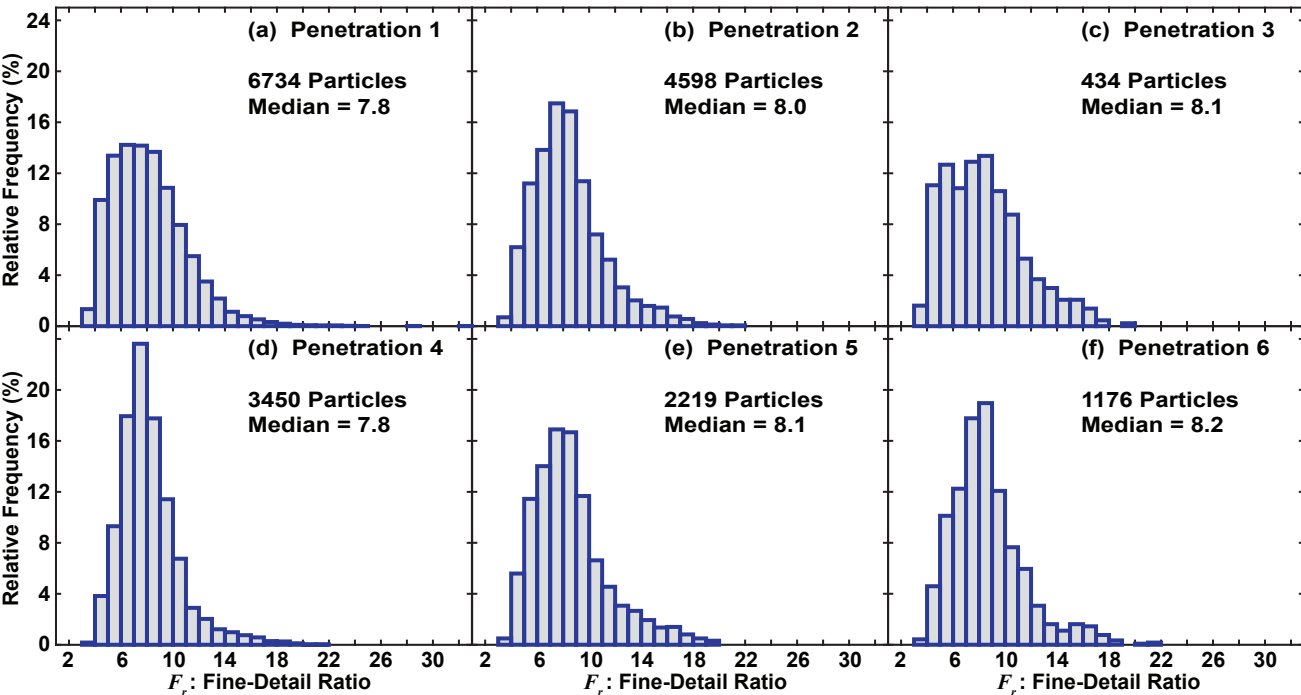 (a) Penetration 1
6734 Particles
Median = 7.8
(b) Penetration 2
4598 Particles
Median = 8.0
(c) Penetration 3
434 Particles
Median = 8.1
Relative Frequency (%)
24
20
16
12
8
4
0
(d) Penetration 4
3450 Particles
Median = 7.8
(e) Penetration 5
2219 Particles
Median = 8.1
(f) Penetration 6
1176 Particles
Median = 8.2
Relative Frequency (%)
20
16
12
8
4
0
2 6 10 14 18 22 26 30
2 6 10 14 18 22 26 30
2 6 10 14 18 22 26 30
Fr: Fine-Detail Ratio
Fr: Fine-Detail Ratio
Fr: Fine-Detail Ratio